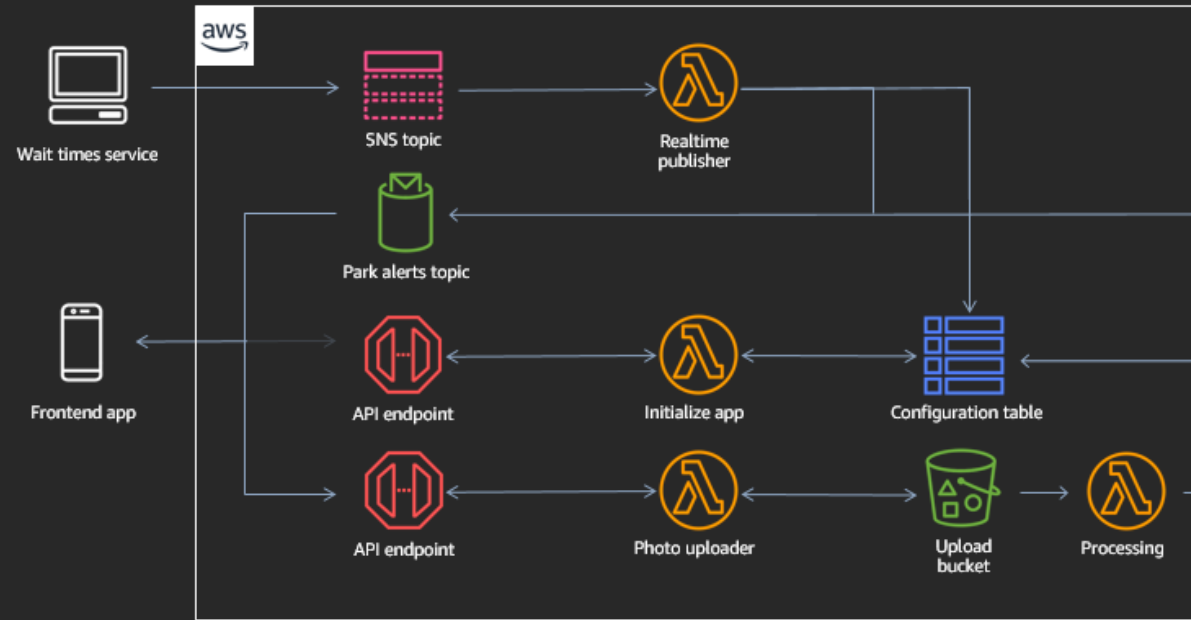 aws
Wait times service
SNS topic
Realtime
publisher
Park alerts topic
Frontend app
API endpoint
Initialize app
Configuration table
API endpoint
Photo uploader
Upload
bucket
Processing